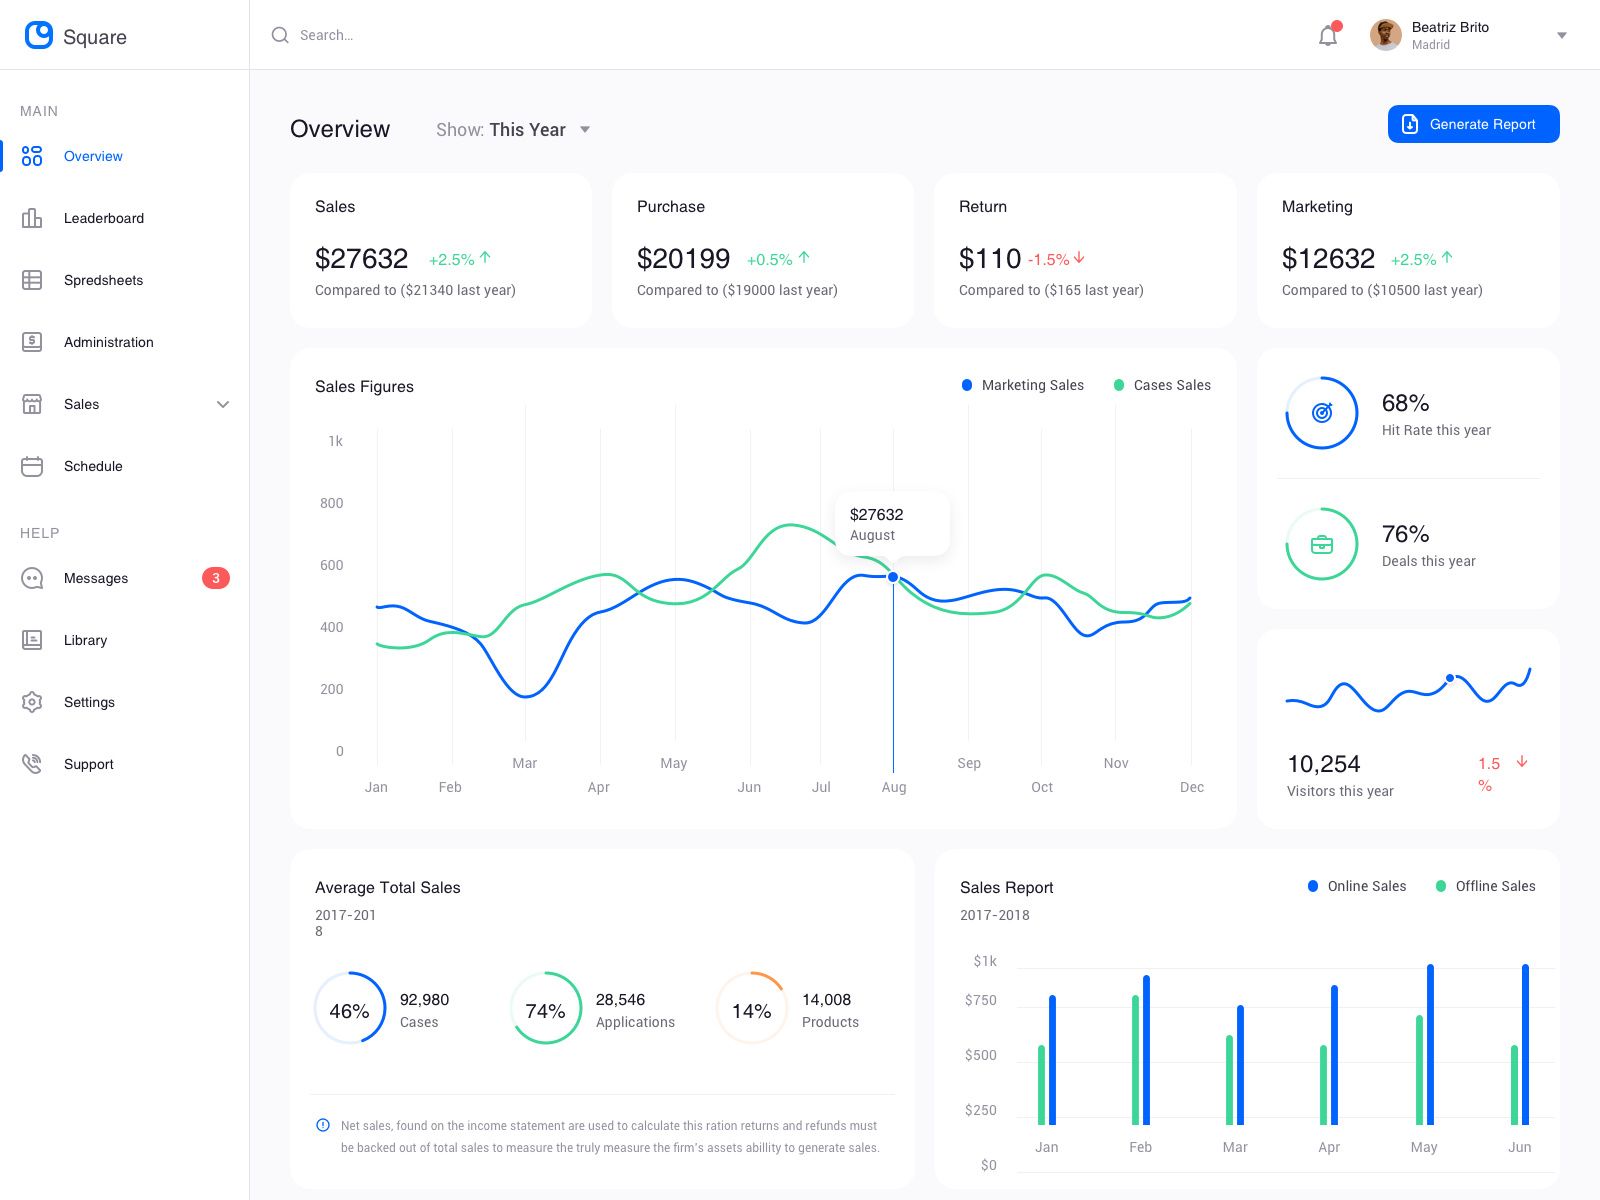 Square
Search...
Beatriz Brito
Madrid
MAIN
Overview
Leaderboard
Spredsheets
Administration
Sales
Schedule
HELP
Messages
3
Library
Settings
Support
Overview
Show: This Year
Generate Report
Sales
$27632 +2.5%
Compared to ($21340 last year)
Purchase
$20199 +0.5%
Compared to ($19000 last year)
Return
$110 -1.5%
Compared to ($165 last year)
Marketing
$12632 +2.5%
Compared to ($10500 last year)
Sales Figures
Marketing Sales
Cases Sales
1k
800
600
400
200
0
$27632
August
Jan
Feb
Mar
Apr
May
Jun
Jul
Aug
Sep
Oct
Nov
Dec
68%
Hit Rate this year
76%
Deals this year
10,254
Visitors this year
1.5
%
Average Total Sales
2017-201
8
46%
92,980
Cases
74%
28,546
Applications
14%
14,008
Products
Net sales, found on the income statement are used to calculate this ration returns and refunds must
be backed out of total sales to measure the truly measure the firm's assets abillity to generate sales.
Sales Report
2017-2018
Online Sales
Offline Sales
$1k
$750
$500
$250
$0
Jan
Feb
Mar
Apr
May
Jun